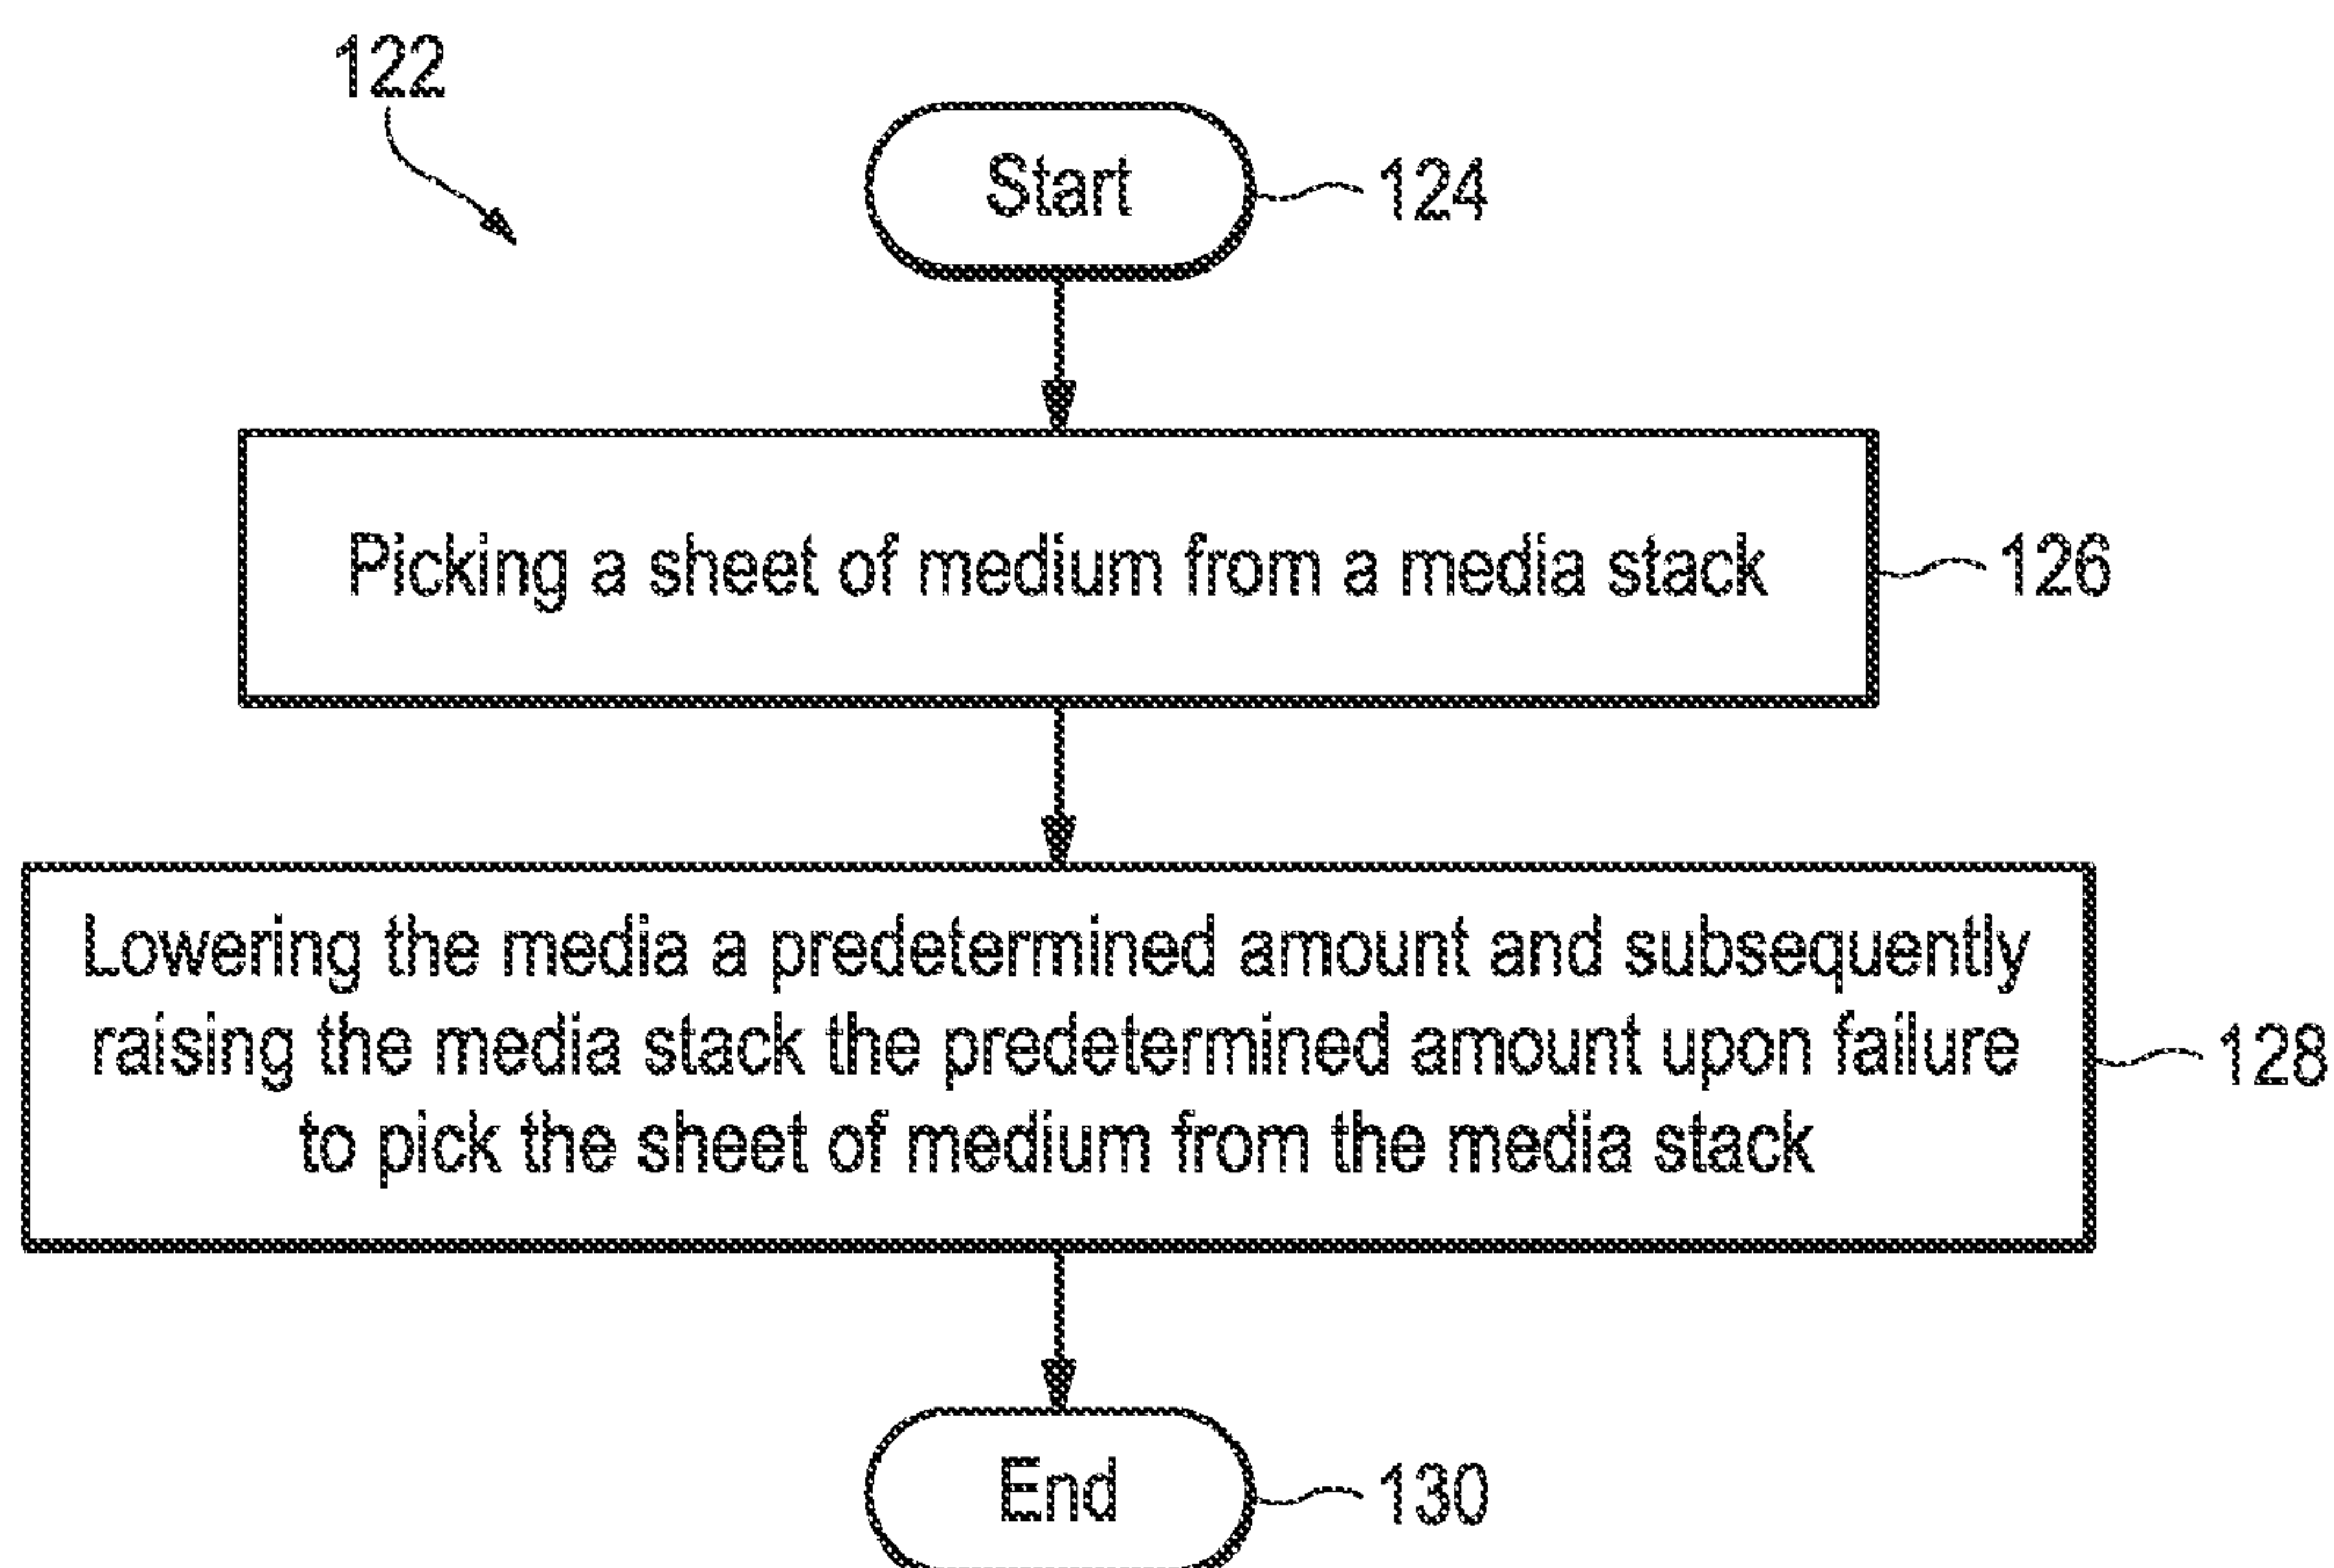 122
Start
124
Picking a sheet of medium from a media stack
126
Lowering the media a predetermined amount and subsequently
raising the media stack the predetermined amount upon failure
to pick the sheet of medium from the media stack
128
End
130